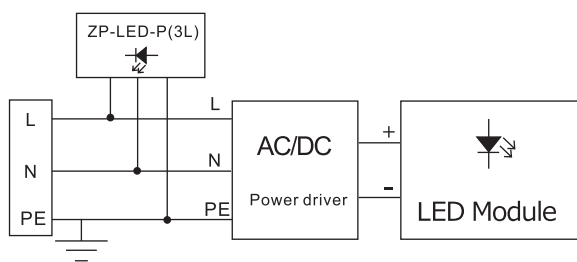 ZP-LED-P(3L)
L
L
N
N
PE
PE
AC/DC
Power driver
+
-
LED Module